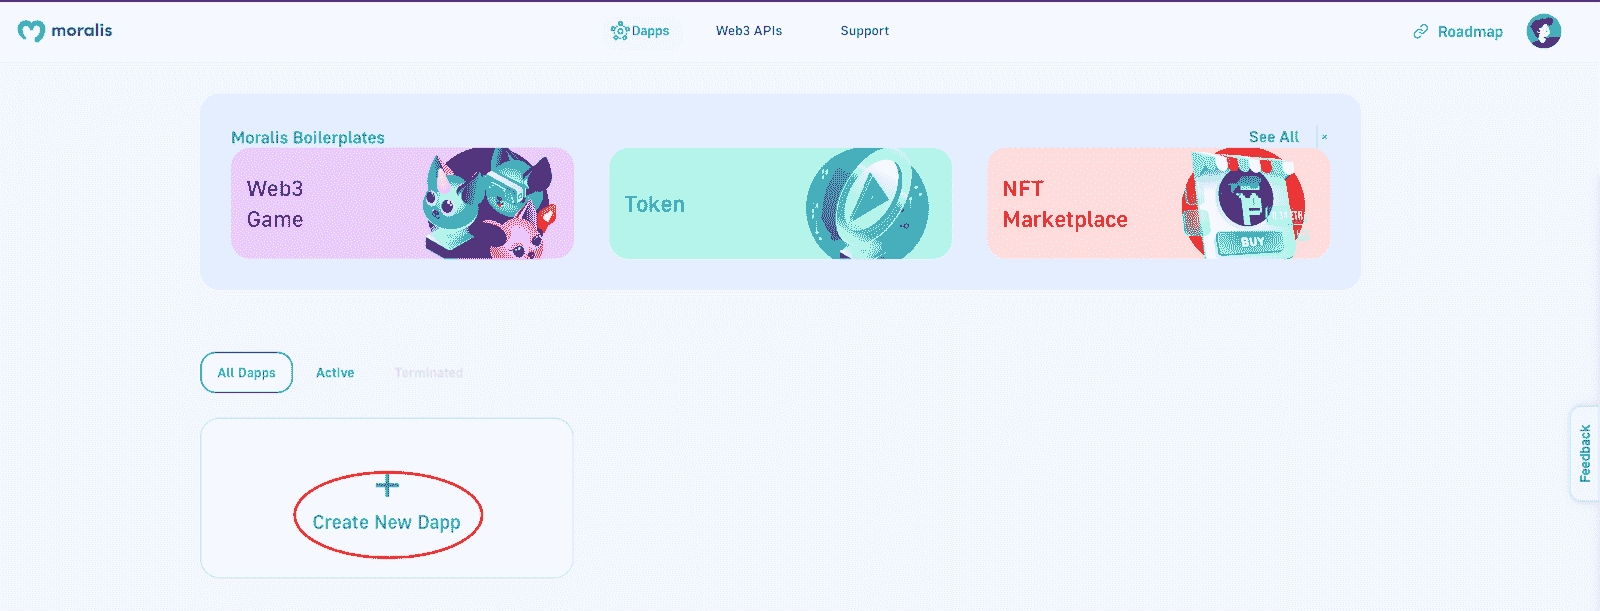 moralis
Dapps
Web3 APIs
Support
Roadmap
Moralis Boilerplates
See All
Web3
Game
Token
NFT
Marketplace
BUY
All Dapps
Active
Terminated
+
Create New Dapp
Feedback